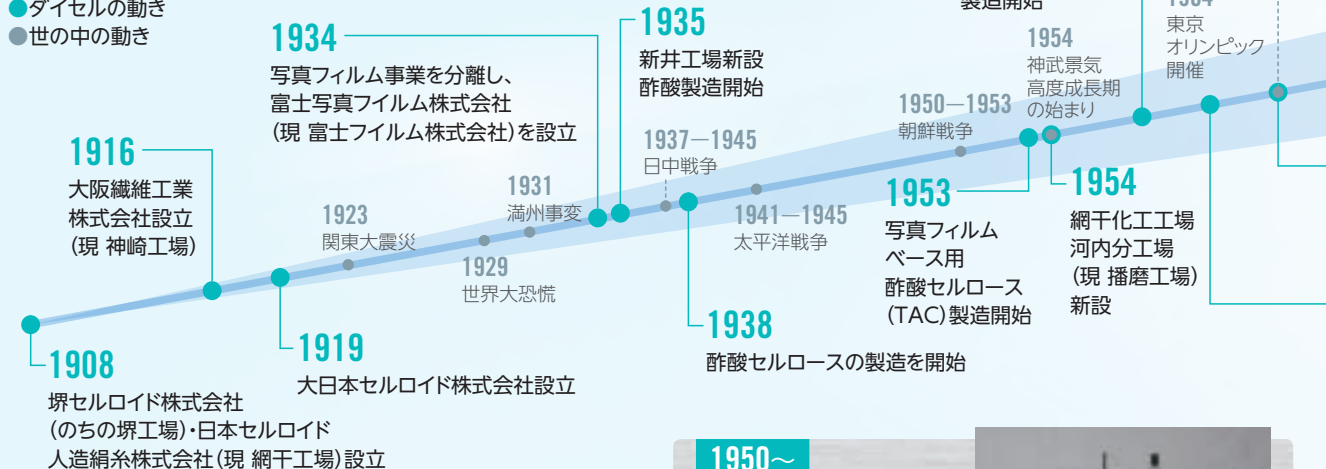 ダイセルの動き
世の中の動き
1908
堺セルロイド株式会社
(のちの堺工場)・日本セルロイド
人造絹糸株式会社(現 網干工場)設立
1916
大阪繊維工業
株式会社設立
(現 神崎工場)
1919
大日本セルロイド株式会社設立
1923
関東大震災
1929
世界大恐慌
1931
満州事変
1934
写真フィルム事業を分離し、
富士写真フイルム株式会社
(現 富士フイルム株式会社)を設立
1935
新井工場新設
酢酸製造開始
1937―1945
日中戦争
1938
酢酸セルロースの製造を開始
1941―1945
太平洋戦争
1950―1953
朝鮮戦争
1953
写真フィルム
ベース用
酢酸セルロース
(TAC)製造開始
1954
神武景気
高度成長期
の始まり
1954
網干化工工場
河内分工場
(現 播磨工場)
新設
製造開始
1964
東京
オリンピック
開催
1950〜